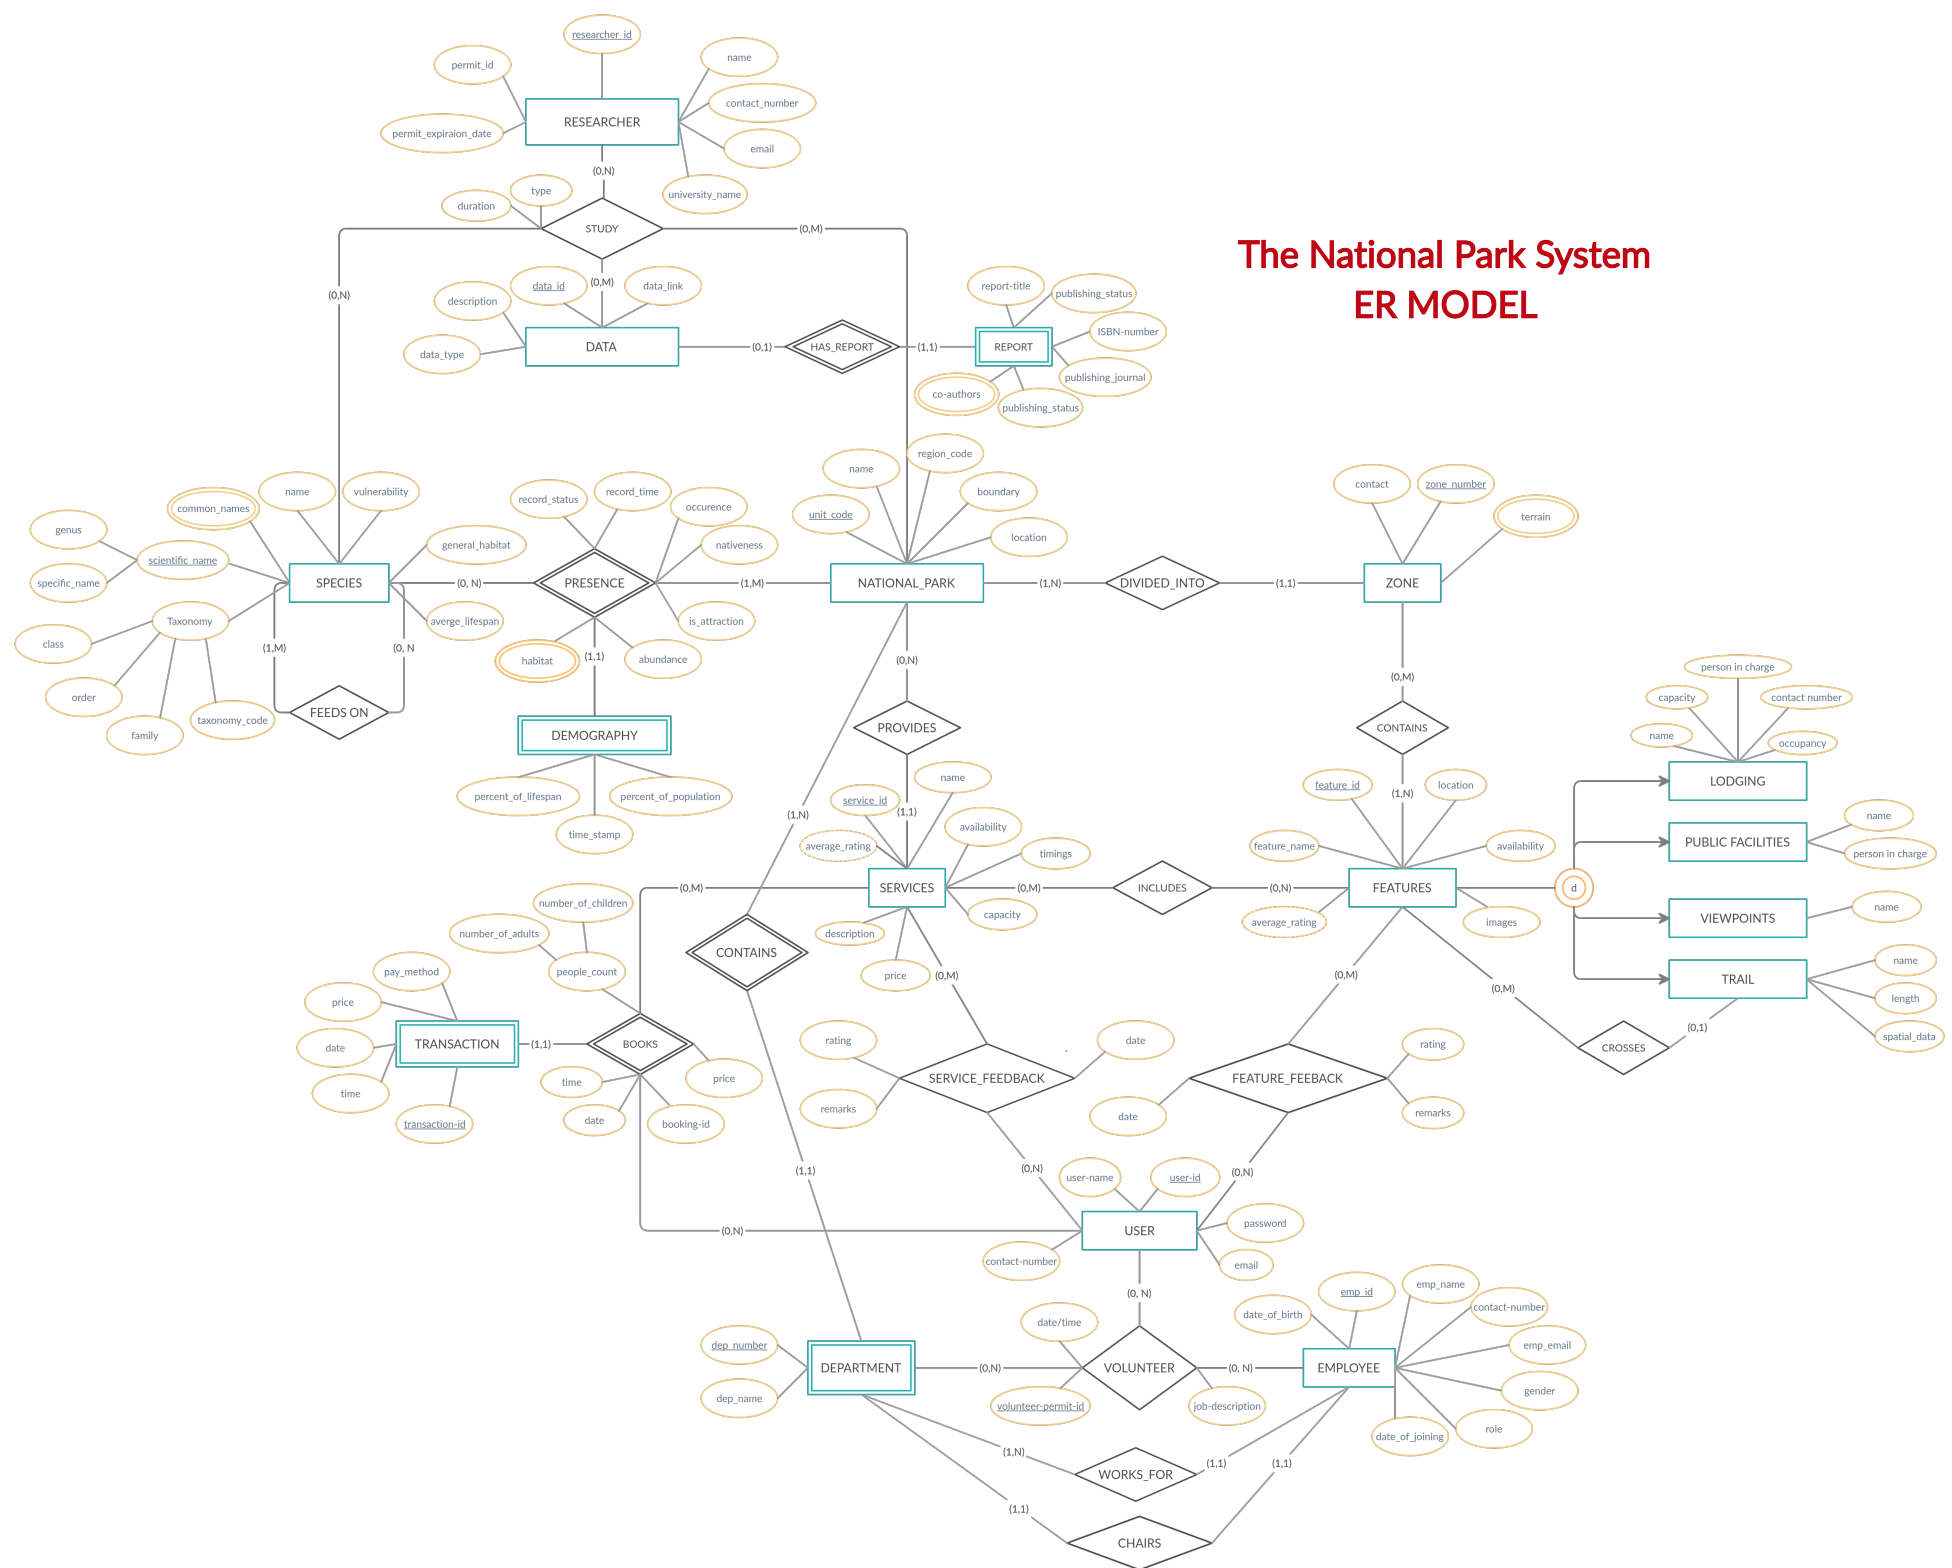 researcher_id
name
permit_id
contact_number
RESEARCHER
permit_expiraion_date
email
(0,N)
type
university_name
duration
STUDY
(0,M)
The National Park System
ER MODEL
(0,N)
(0,M)
data_id
data_link
description
report-title
publishing_status
ISBN-number
DATA
(0,1)
HAS_REPORT
(1,1)
REPORT
data_type
publishing_journal
co-authors
publishing_status
region_code
name
boundary
unit_code
location
contact
zone_number
terrain
name
vulnerability
common_names
genus
scientific_name
specific_name
general_habitat
record_status
record_time
occurence
nativeness
SPECIES
(0, N)
PRESENCE
(1,M)
NATIONAL_PARK
(1,N)
DIVIDED_INTO
(1,1)
ZONE
Taxonomy
averge_lifespan
is_attraction
class
(1,M)
(0, N
habitat
(1,1)
abundance
(0,N)
(0,M)
order
family
taxonomy_code
FEEDS ON
DEMOGRAPHY
PROVIDES
CONTAINS
person in charge
capacity
contact number
name
occupancy
LODGING
percent_of_lifespan
percent_of_population
time_stamp
name
service_id
(1,1)
(1,N)
average_rating
availability
timings
feature_id
location
(1,N)
feature_name
availability
PUBLIC FACILITIES
name
person in charge
(0,M)
SERVICES
(0,M)
INCLUDES
(0,N)
FEATURES
d
number_of_children
number_of_adults
people_count
description
capacity
average_rating
images
VIEWPOINTS
name
pay_method
price
CONTAINS
price
(0,M)
(0,M)
(0,M)
TRAIL
name
length
spatial_data
(0,1)
CROSSES
date
TRANSACTION
(1,1)
BOOKS
time
time
date
price
booking-id
transaction-id
rating
date
SERVICE_FEEDBACK
remarks
rating
FEATURE_FEEBACK
date
remarks
(1,1)
(0,N)
(0,N)
user-name
user-id
(0,N)
USER
password
contact-number
email
(0, N)
emp_id
emp_name
date_of_birth
contact-number
date/time
dep_number
emp_email
DEPARTMENT
(0,N)
VOLUNTEER
(0, N)
EMPLOYEE
dep_name
volunteer-permit-id
job-description
gender
role
date_of_joining
(1,N)
WORKS_FOR
(1,1)
(1,1)
(1,1)
CHAIRS